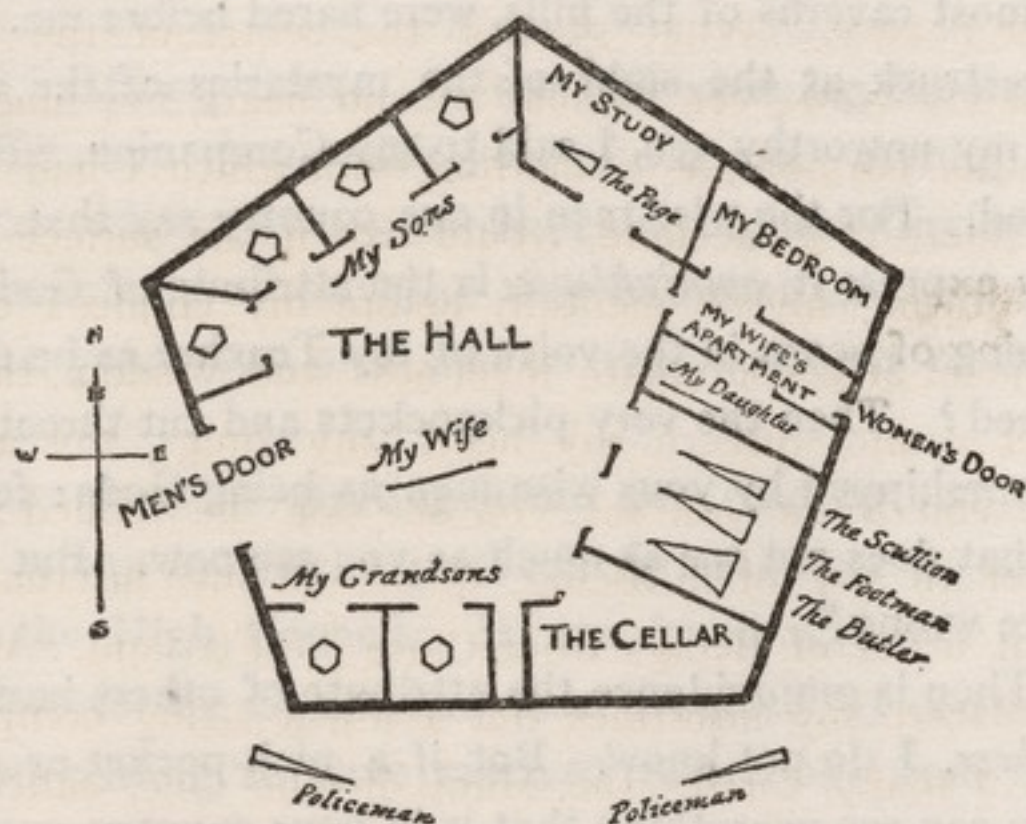 MY STUDY
The Page
MY BEDROOM
My Sons
THE HALL
MY WIFE'S
APARTMENT
My Daughter
N
W
E
S
MEN'S DOOR
My Wife
WOMEN'S DOOR
The Scullion
The Footman
The Butler
My Grandsons
THE CELLAR
Policeman
Policeman